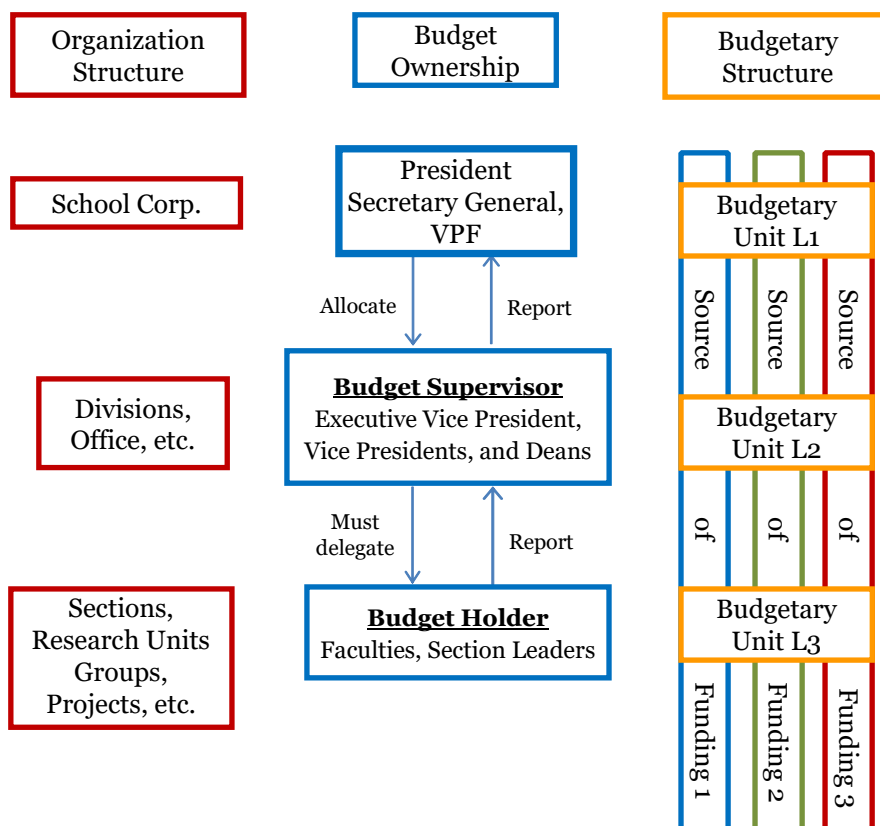 Organization
Structure
Budget
Ownership
Budgetary
Structure
School Corp.
President
Secretary General,
VPF
Budgetary
Unit L1
Allocate
Report
Divisions,
Office, etc.
Budget Supervisor
Executive Vice President,
Vice Presidents, and Deans
Budgetary
Unit L2
Must
delegate
Report
Sections,
Research Units
Groups,
Projects, etc.
Budget Holder
Faculties, Section Leaders
Budgetary
Unit L3
Source of Funding 1
Source of Funding 2
Source of Funding 3